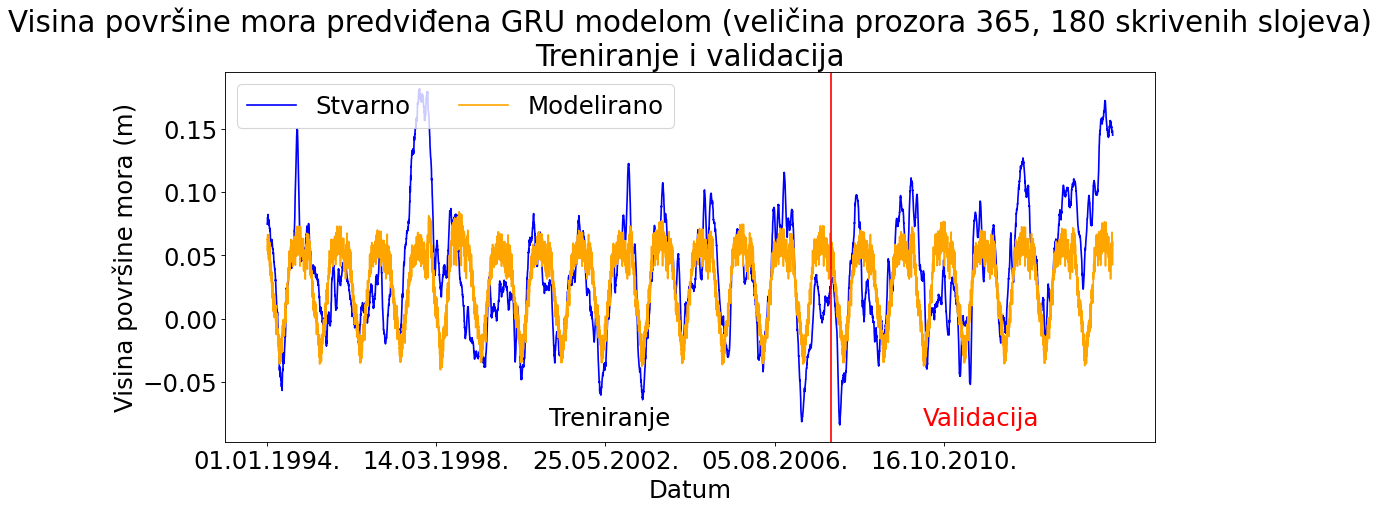 Visina površine mora predviđena GRU modelom (veličina prozora 365, 180 skrivenih slojeva)
Treniranje i validacija
Stvarno
Modelirano
Visina površine mora (m)
0.15
0.10
0.05
0.00
−0.05
Treniranje
Validacija
01.01.1994.
14.03.1998.
25.05.2002.
05.08.2006.
16.10.2010.
Datum